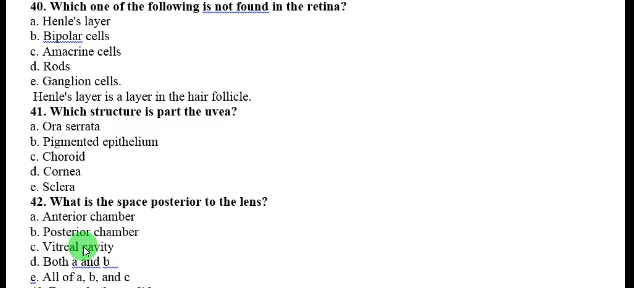 40. Which one of the following is not found in the retina?
a. Henle's layer
b. Bipolar cells
c. Amacrine cells
d. Rods
e. Ganglion cells.
Henle's layer is a layer in the hair follicle.
41. Which structure is part the uvea?
a. Ora serrata
b. Pigmented epithelium
c. Choroid
d. Cornea
e. Sclera
42. What is the space posterior to the lens?
a. Anterior chamber
b. Posterior chamber
c. Vitreal cavity
d. Both a and b
e. All of a, b, and c